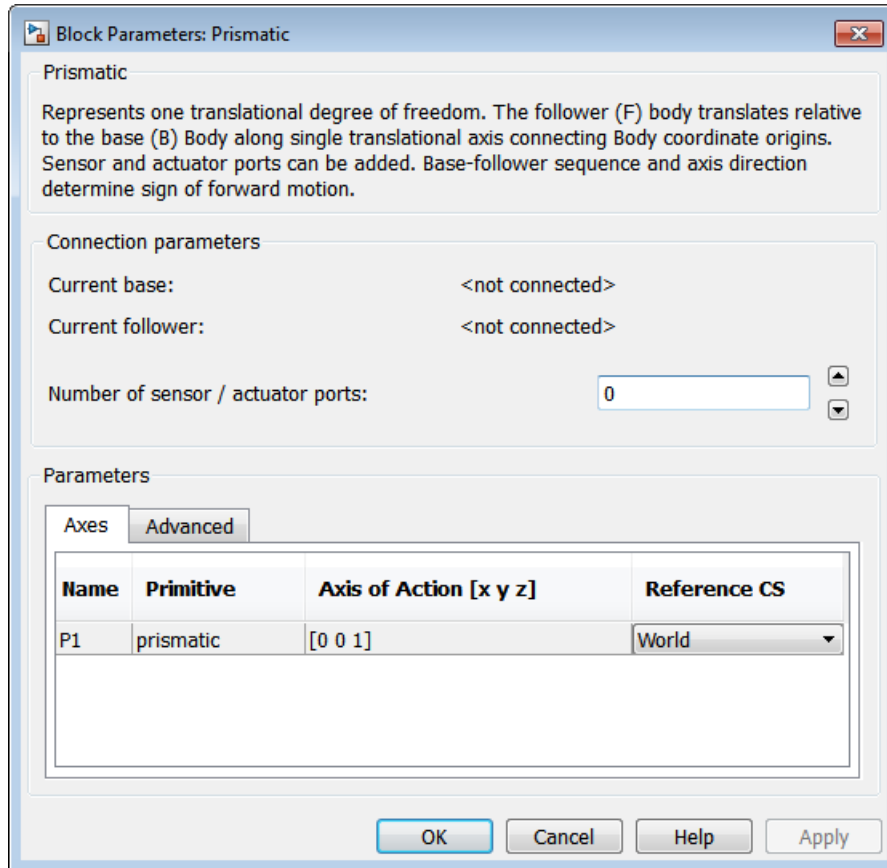 Block Parameters: Prismatic
Prismatic
Represents one translational degree of freedom. The follower (F) body translates relative
to the base (B) Body along single translational axis connecting Body coordinate origins.
Sensor and actuator ports can be added. Base-follower sequence and axis direction
determine sign of forward motion.
Connection parameters
Current base: <not connected>
Current follower: <not connected>
Number of sensor / actuator ports: 0
Parameters
Axes Advanced
Name Primitive Axis of Action [x y z] Reference CS
P1 prismatic [0 0 1] World
OK Cancel Help Apply